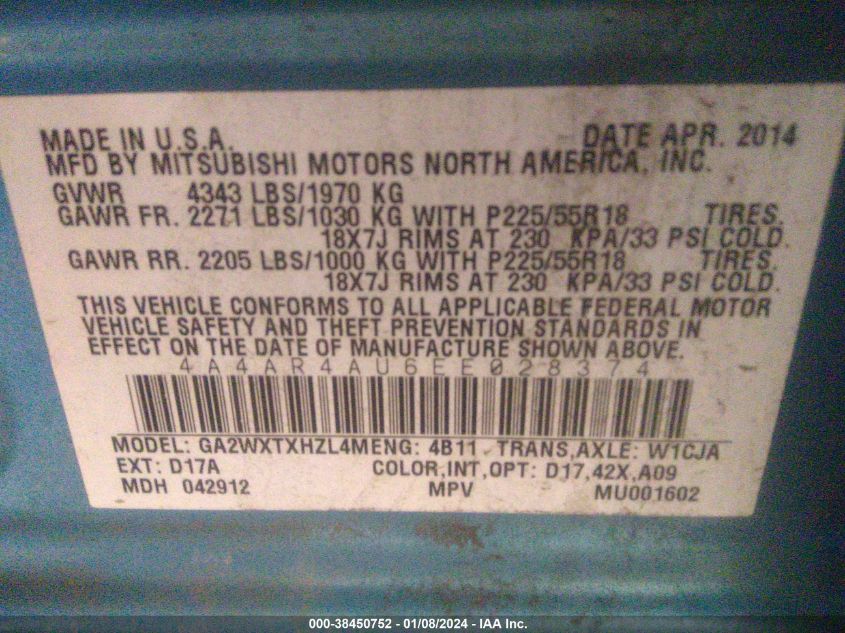 MADE IN U.S.A. DATE APR. 2014
MFD BY MITSUBISHI MOTORS NORTH AMERICA, INC.
GVWR 4343 LBS/1970 KG
GAWR FR. 2271 LBS/1030 KG WITH P225/55R18 TIRES.
18X7J RIMS AT 230 KPA/33 PSI COLD.
GAWR RR. 2205 LBS/1000 KG WITH P225/55R18 TIRES.
18X7J RIMS AT 230 KPA/33 PSI COLD.
THIS VEHICLE CONFORMS TO ALL APPLICABLE FEDERAL MOTOR
VEHICLE SAFETY AND THEFT PREVENTION STANDARDS IN
EFFECT ON THE DATE OF MANUFACTURE SHOWN ABOVE.
4A4AR4AU6EE028374
MODEL: GA2WXTXHZL4MENG: 4B11 TRANS,AXLE: W1CJA
EXT: D17A COLOR,INT,OPT: D17,42X,A09
MDH 042912 MPV MU001602
000-38450752 - 01/08/2024 - IAA Inc.